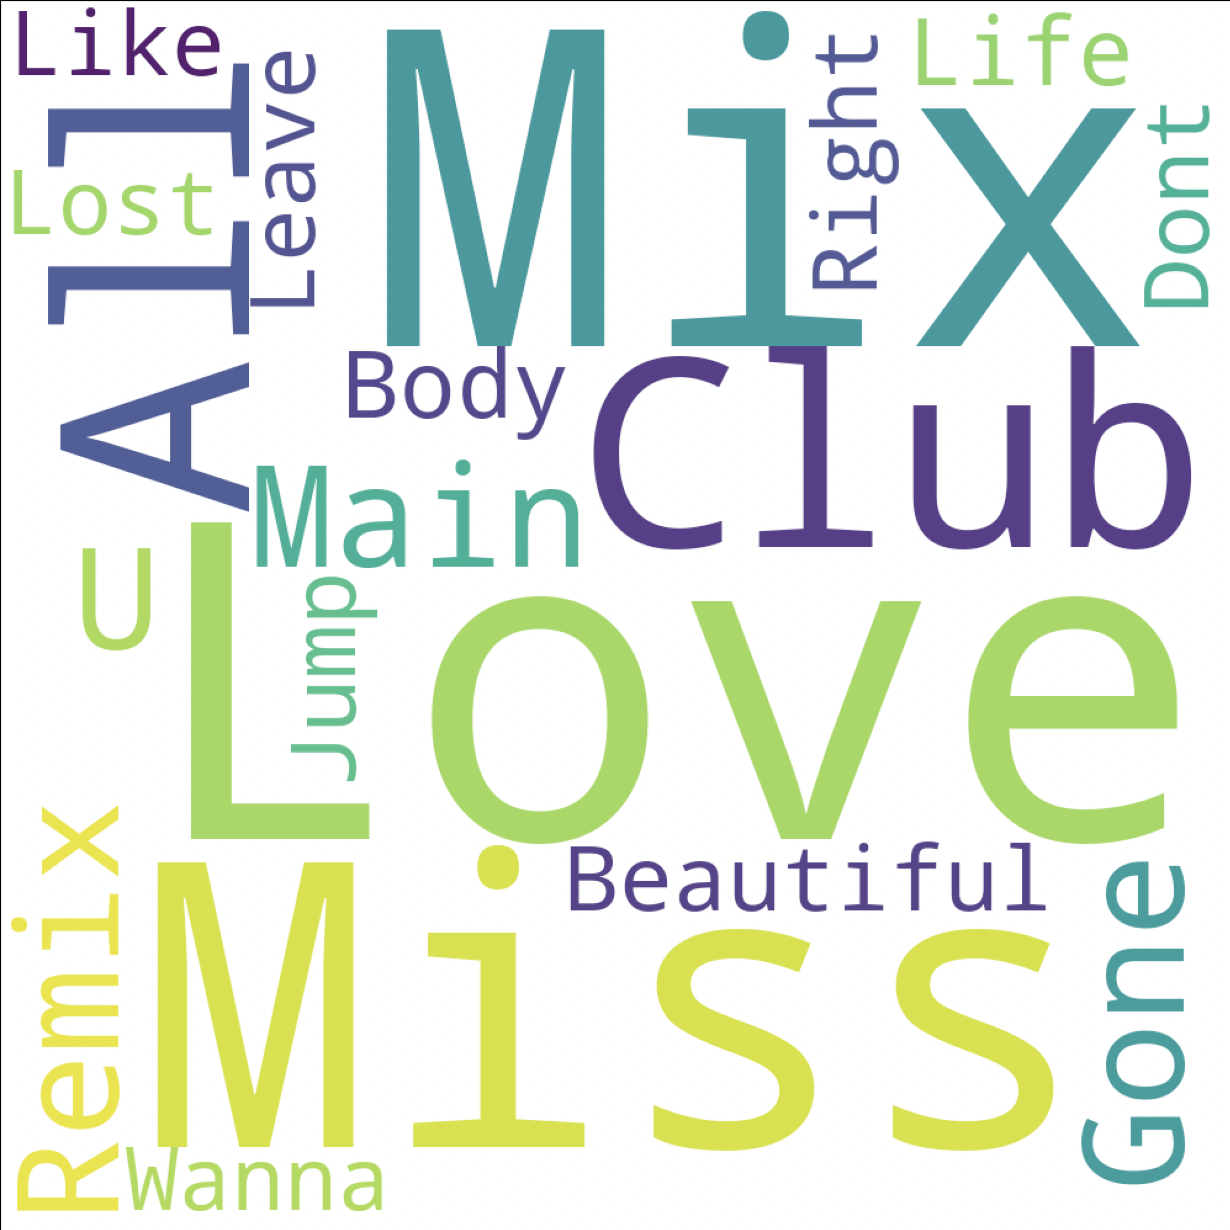 Like
Mix
Life
All
Leave
Right
Dont
Lost
Body
Club
Main
U
Love
Jump
Remix
Miss
Beautiful
Gone
Wanna